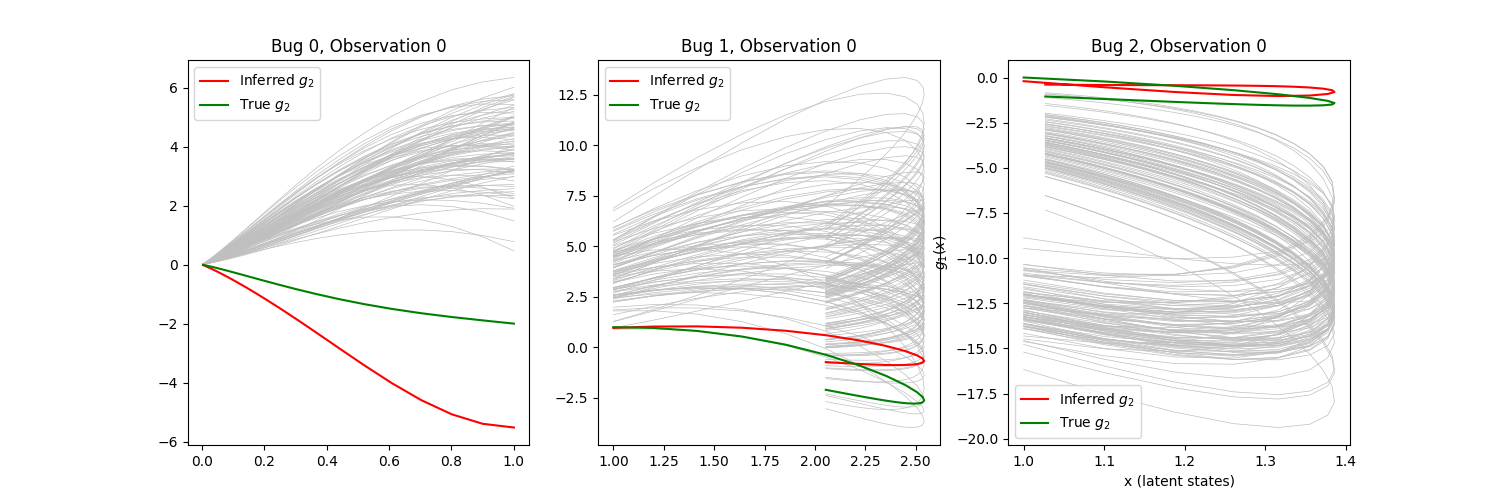 Bug 0, Observation 0
Inferred g₂
True g₂
6
4
2
0
−2
−4
−6
0.0 0.2 0.4 0.6 0.8 1.0
Bug 1, Observation 0
Inferred g₂
True g₂
12.5
10.0
7.5
5.0
2.5
0.0
−2.5
1.00 1.25 1.50 1.75 2.00 2.25 2.50
Bug 2, Observation 0
g₁(x)
0.0
−2.5
−5.0
−7.5
−10.0
−12.5
−15.0
−17.5
−20.0
Inferred g₂
True g₂
1.0 1.1 1.2 1.3 1.4
x (latent states)